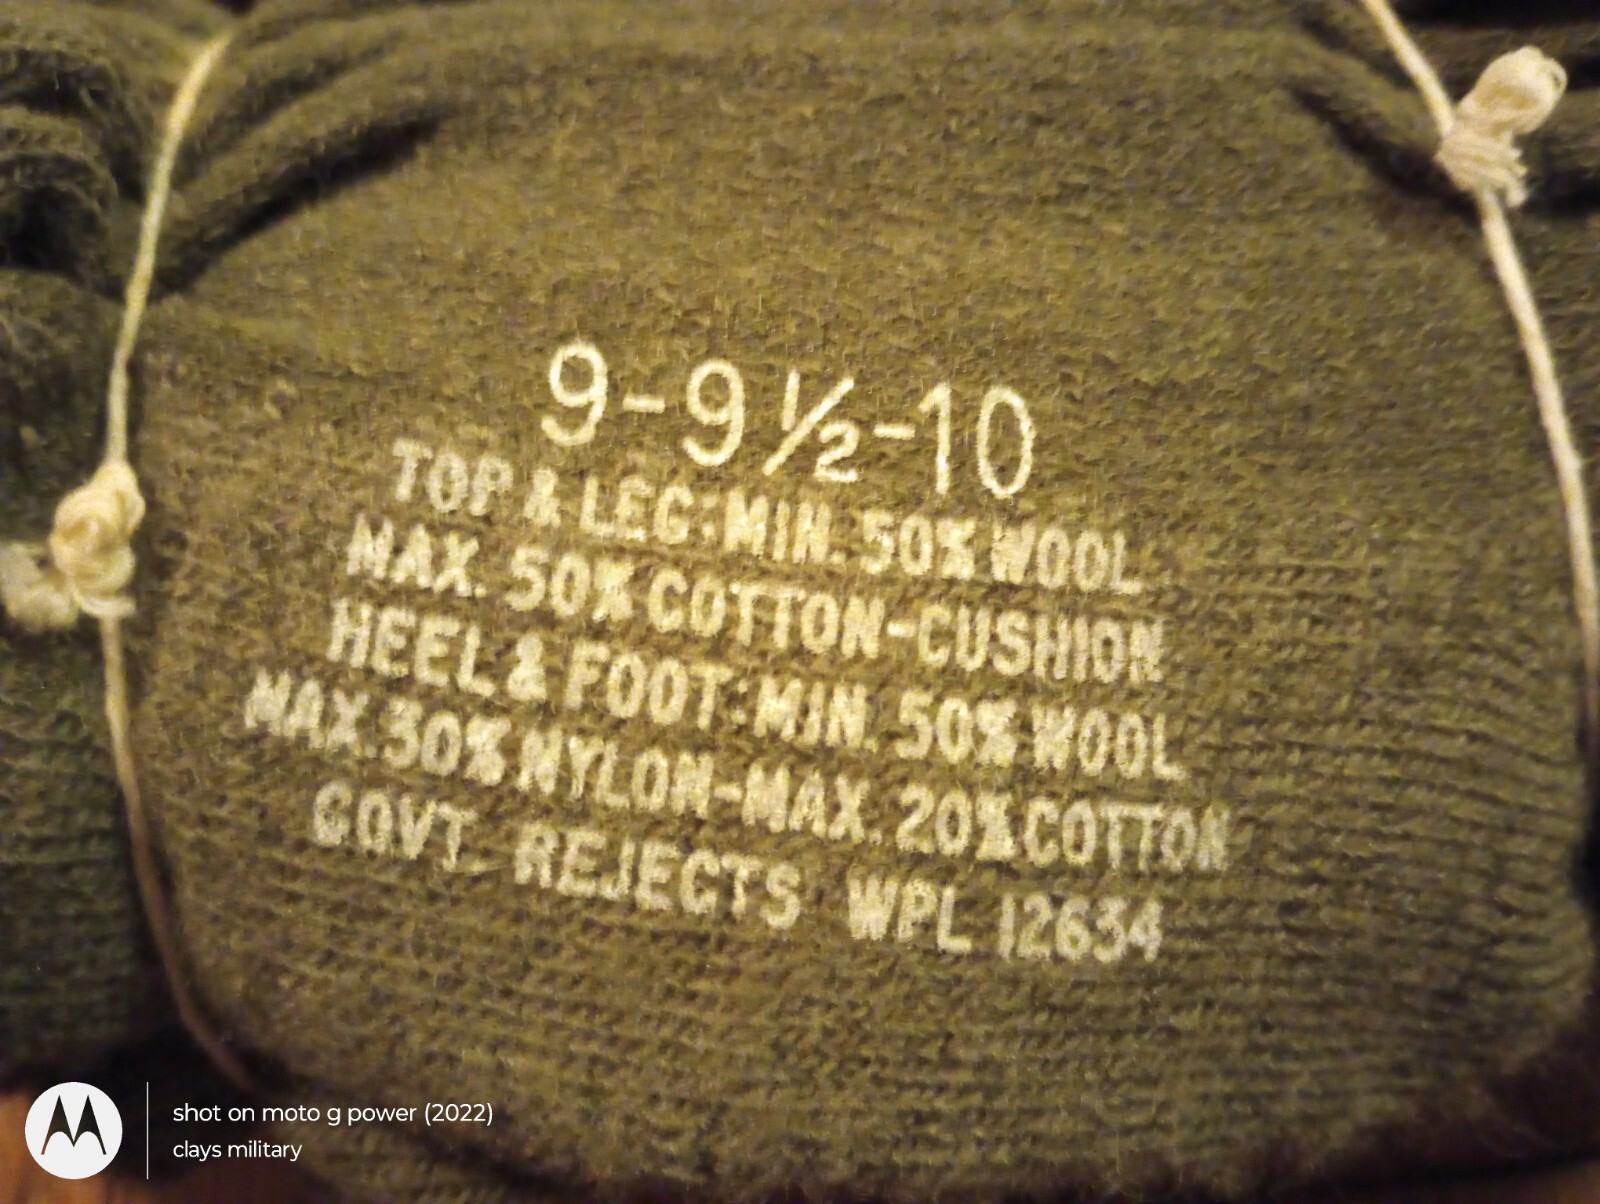 9-9½-10
TOP & LEG: MIN. 50% WOOL
MAX. 50% COTTON-CUSHION
HEEL & FOOT: MIN. 50% WOOL
MAX. 30% NYLON-MAX. 20% COTTON
GOVT REJECTS WPL 12634
shot on moto g power (2022)
clays military